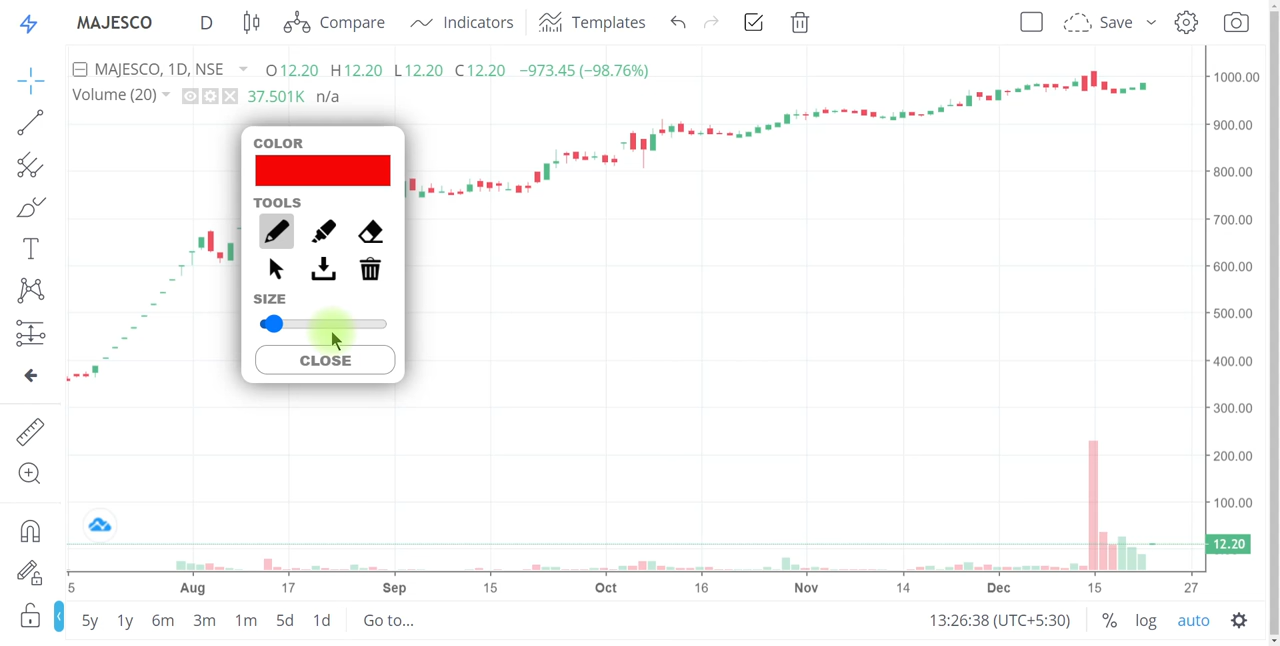 MAJESCO D Compare Indicators Templates Save
MAJESCO, 1D, NSE O12.20 H12.20 L12.20 C12.20 −973.45 (−98.76%)
Volume (20) 37.501K n/a
COLOR
TOOLS
SIZE
CLOSE
1000.00
900.00
800.00
700.00
600.00
500.00
400.00
300.00
200.00
100.00
12.20
5 Aug 17 Sep 15 Oct 16 Nov 14 Dec 15 27
5y 1y 6m 3m 1m 5d 1d Go to... 13:26:38 (UTC+5:30) % log auto